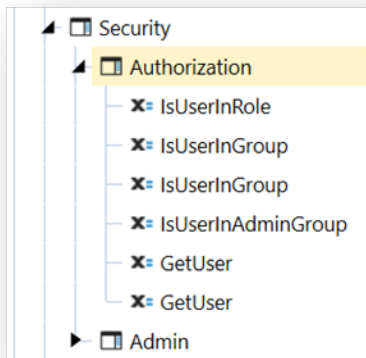 Security
Authorization
IsUserInRole
IsUserInGroup
IsUserInGroup
IsUserInAdminGroup
GetUser
GetUser
Admin